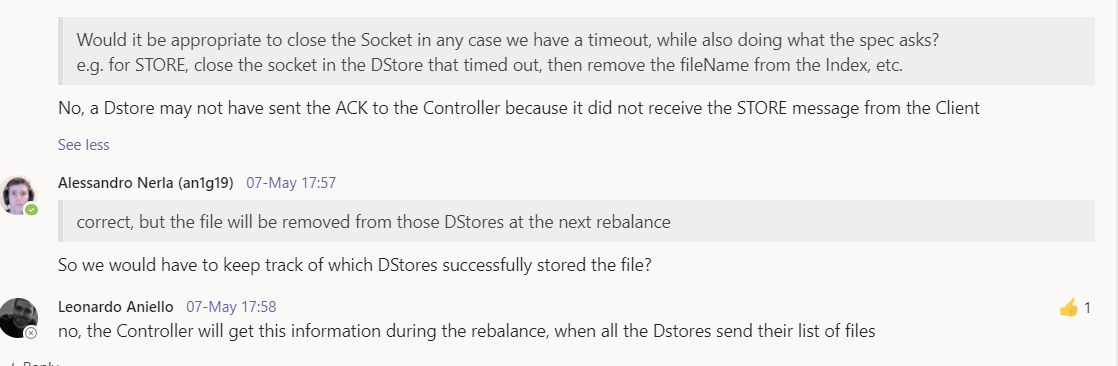 Would it be appropriate to close the Socket in any case we have a timeout, while also doing what the spec asks?
e.g. for STORE, close the socket in the DStore that timed out, then remove the fileName from the Index, etc.
No, a Dstore may not have sent the ACK to the Controller because it did not receive the STORE message from the Client
See less
Alessandro Nerla (an1g19) 07-May 17:57
correct, but the file will be removed from those DStores at the next rebalance
So we would have to keep track of which DStores successfully stored the file?
Leonardo Aniello 07-May 17:58
1
no, the Controller will get this information during the rebalance, when all the Dstores send their list of files